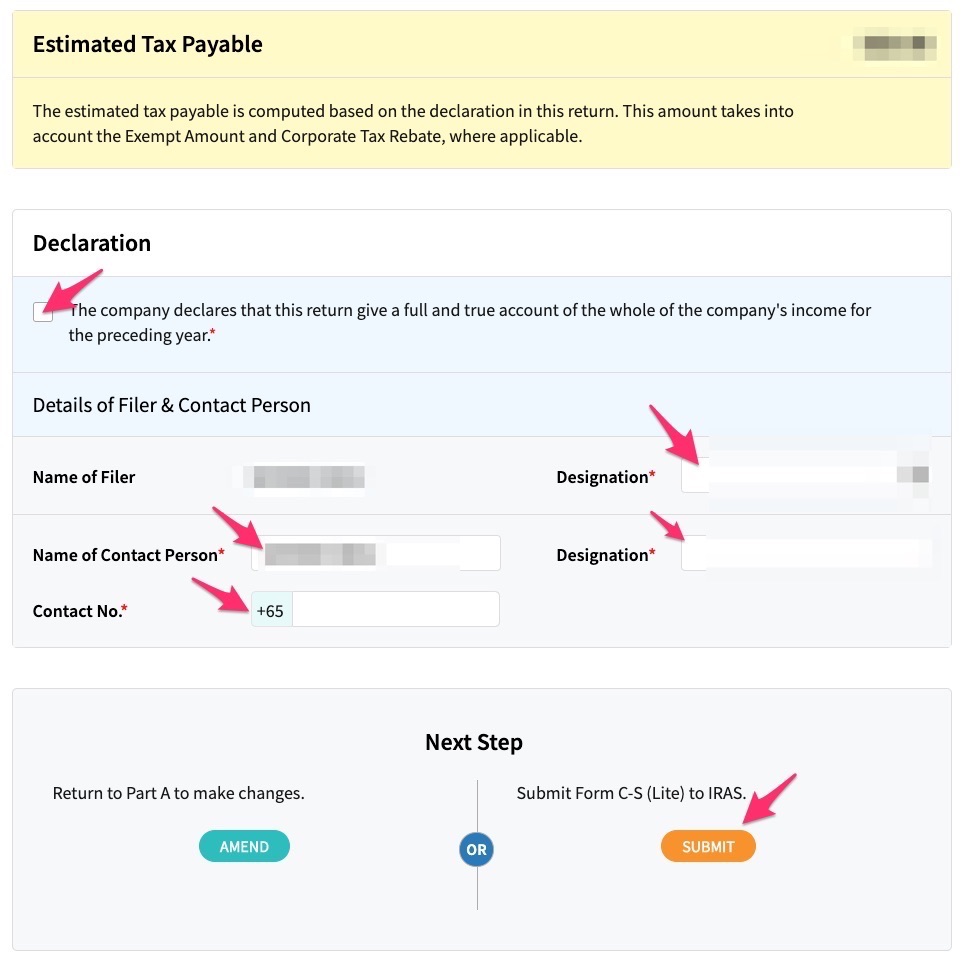 Estimated Tax Payable
The estimated tax payable is computed based on the declaration in this return. This amount takes into
account the Exempt Amount and Corporate Tax Rebate, where applicable.
Declaration
The company declares that this return give a full and true account of the whole of the company's income for
the preceding year.*
Details of Filer & Contact Person
Name of Filer
Designation*
Name of Contact Person*
Designation*
Contact No.*
+65
Next Step
Return to Part A to make changes.
AMEND
OR
Submit Form C-S (Lite) to IRAS.
SUBMIT